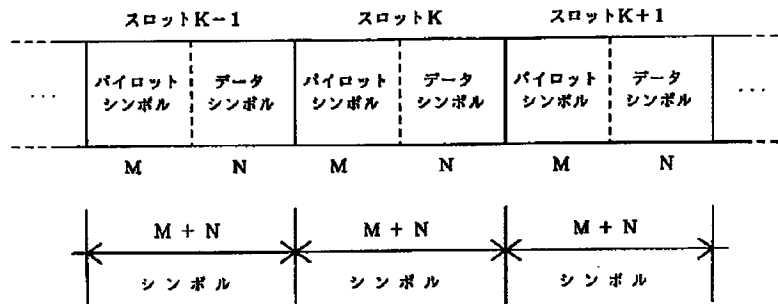 スロットK-1 スロットK スロットK+1
... パイロット データ パイロット データ パイロット データ ...
シンボル シンボル シンボル シンボル シンボル シンボル
M N M N M N
M + N M + N M + N
シンボル シンボル シンボル